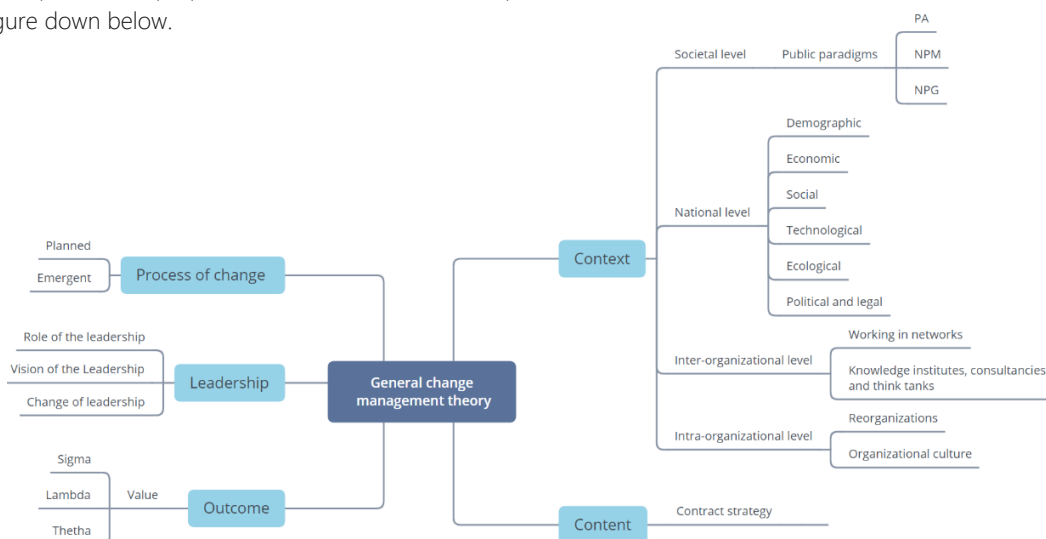 gure down below.
PA
Societal level
Public paradigms
NPM
NPG
Demographic
Economic
Social
National level
Technological
Ecological
Political and legal
Context
Planned
Emergent
Process of change
Role of the leadership
Vision of the Leadership
Change of leadership
Leadership
General change
management theory
Working in networks
Inter-organizational level
Knowledge institutes, consultancies
and think tanks
Reorganizations
Intra-organizational level
Organizational culture
Sigma
Lambda
Value
Thetha
Outcome
Content
Contract strategy